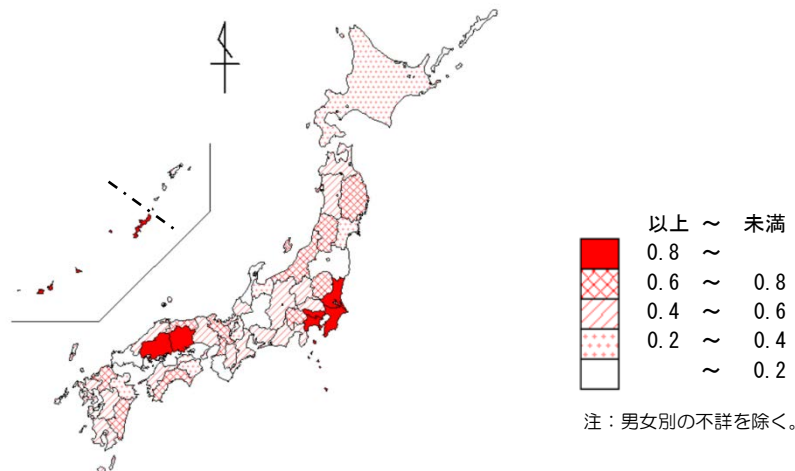 以上 ～ 未満
0.8 ～
0.6 ～ 0.8
0.4 ～ 0.6
0.2 ～ 0.4
～ 0.2
注：男女別の不詳を除く。